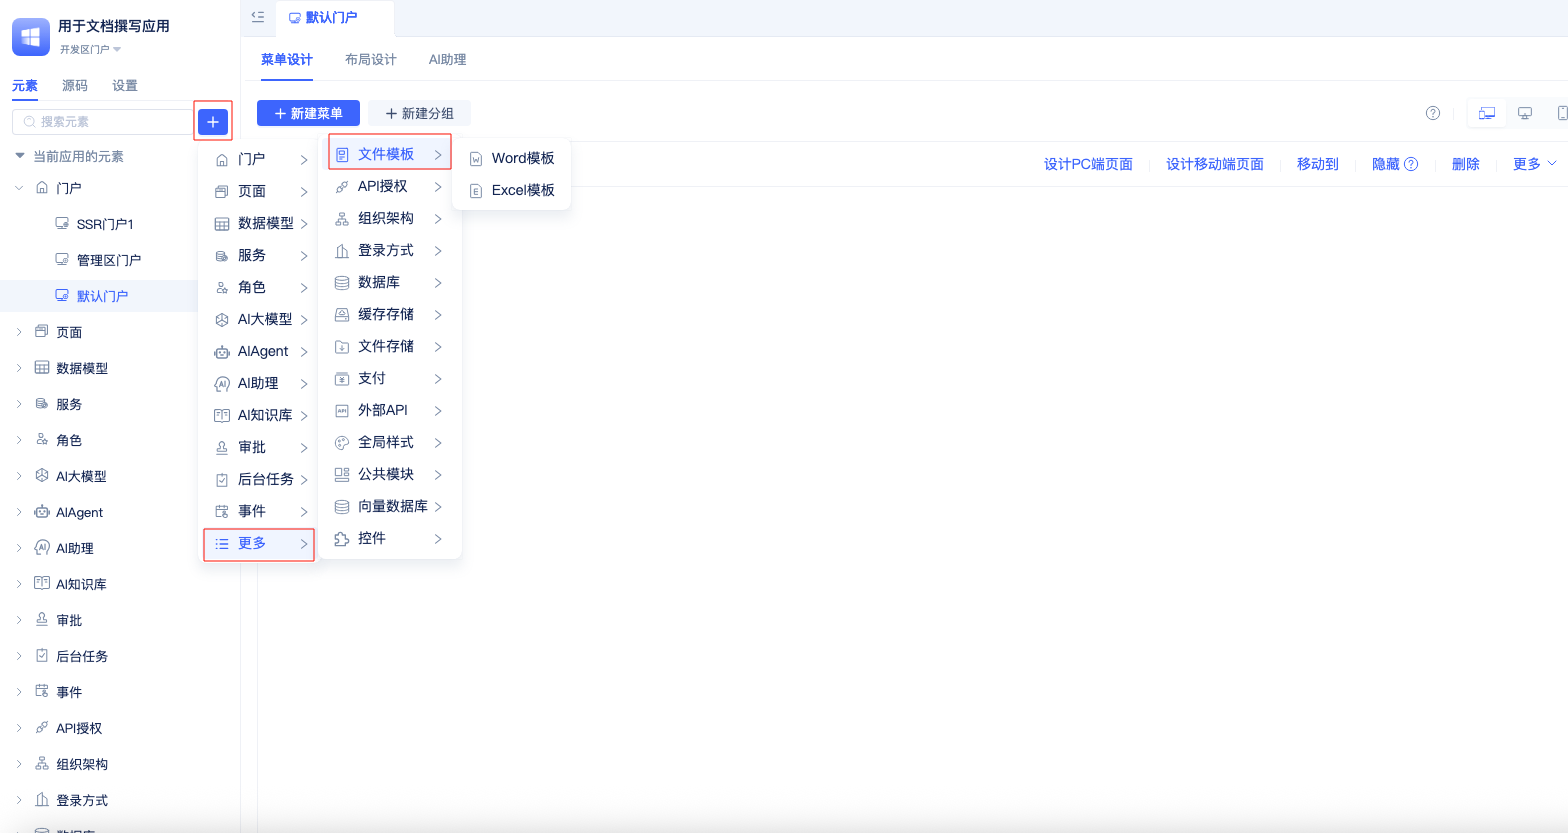 用于文档撰写应用
开发区门户
元素 源码 设置
搜索元素
当前应用的元素
门户
SSR门户1
管理区门户
默认门户
页面
数据模型
服务
角色
AI大模型
AIAgent
AI助理
AI知识库
审批
后台任务
事件
API授权
组织架构
登录方式
默认门户
菜单设计 布局设计 AI助理
新建菜单 新建分组
设计PC端页面 设计移动端页面 移动到 隐藏 删除 更多
门户
页面
数据模型
服务
角色
AI大模型
AIAgent
AI助理
AI知识库
审批
后台任务
事件
更多
文件模板
API授权
组织架构
登录方式
数据库
缓存存储
文件存储
支付
外部API
全局样式
公共模块
向量数据库
控件
Word模板
Excel模板